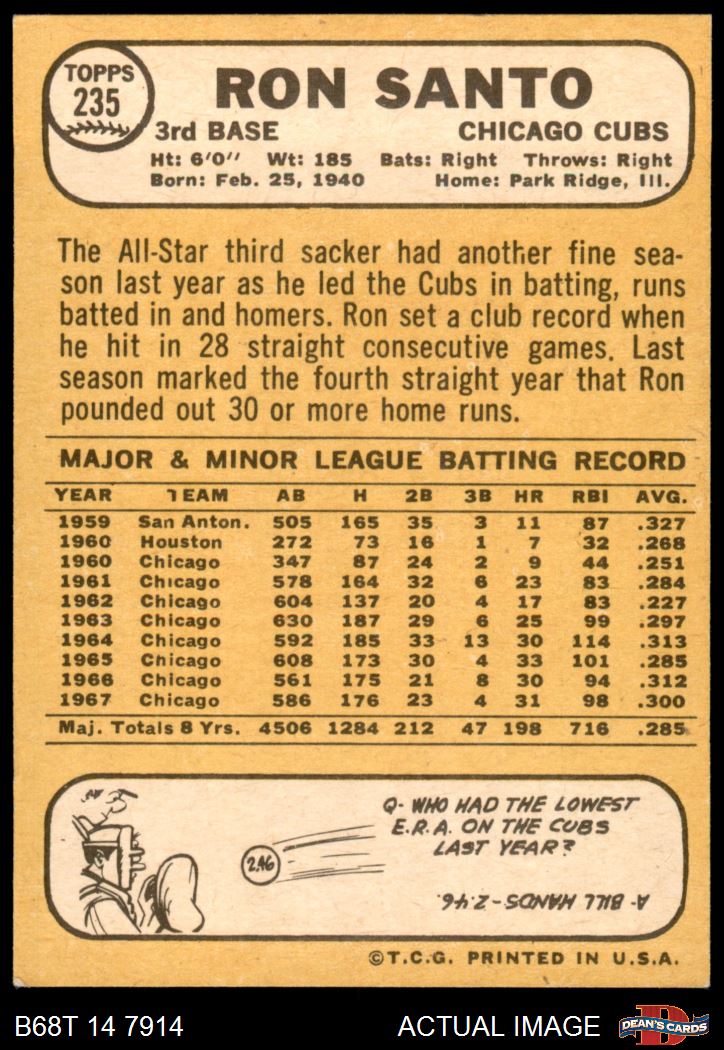 TOPPS
235
RON SANTO
3rd BASE CHICAGO CUBS
Ht: 6'0" Wt: 185 Bats: Right Throws: Right
Born: Feb. 25, 1940 Home: Park Ridge, Ill.
The All-Star third sacker had another fine sea-
son last year as he led the Cubs in batting, runs
batted in and homers. Ron set a club record when
he hit in 28 straight consecutive games. Last
season marked the fourth straight year that Ron
pounded out 30 or more home runs.
MAJOR & MINOR LEAGUE BATTING RECORD
YEAR TEAM AB H 2B 3B HR RBI AVG.
1959 San Anton. 505 165 35 3 11 87 .327
1960 Houston 272 73 16 1 7 32 .268
1960 Chicago 347 87 24 2 9 44 .251
1961 Chicago 578 164 32 6 23 83 .284
1962 Chicago 604 137 20 4 17 83 .227
1963 Chicago 630 187 29 6 25 99 .297
1964 Chicago 592 185 33 13 30 114 .313
1965 Chicago 608 173 30 4 33 101 .285
1966 Chicago 561 175 21 8 30 94 .312
1967 Chicago 586 176 23 4 31 98 .300
Maj. Totals 8 Yrs. 4506 1284 212 47 198 716 .285
Q- WHO HAD THE LOWEST
E.R.A. ON THE CUBS
LAST YEAR?
2.46
A- BILL HANDS-2.46.
©T.C.G. PRINTED IN U.S.A.
B68T 14 7914 ACTUAL IMAGE
D
DEAN'S CARDS